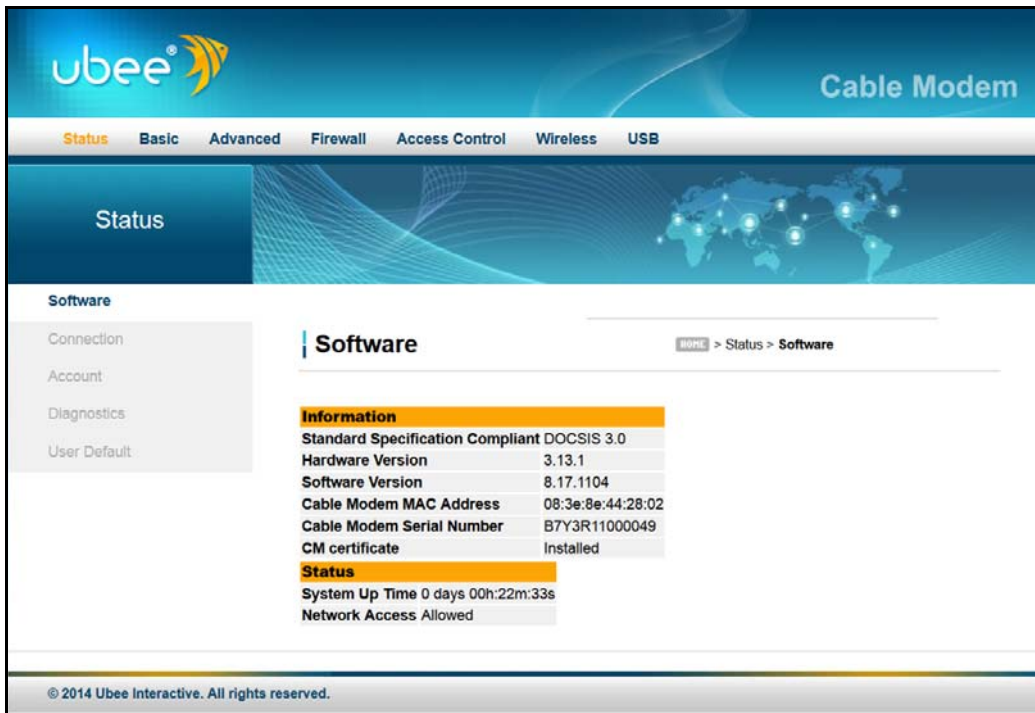 ubee®
Cable Modem
Status Basic Advanced Firewall Access Control Wireless USB
Status
Software
Connection
Account
Diagnostics
User Default
Software
HOME > Status > Software
Information
Standard Specification Compliant DOCSIS 3.0
Hardware Version 3.13.1
Software Version 8.17.1104
Cable Modem MAC Address 08:3e:8e:44:28:02
Cable Modem Serial Number B7Y3R11000049
CM certificate Installed
Status
System Up Time 0 days 00h:22m:33s
Network Access Allowed
© 2014 Ubee Interactive. All rights reserved.